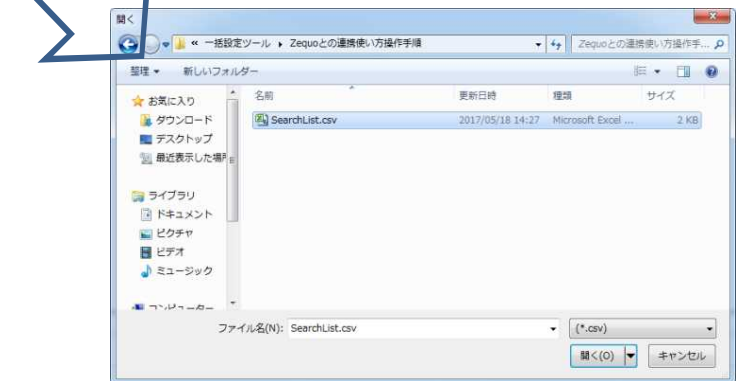 開く
« 一括設定ツール ▸ Zequoとの連携使い方操作手順
Zequoとの連携使い方操作手...
整理 ▼ 新しいフォルダー
お気に入り
ダウンロード
デスクトップ
最近表示した場所
ライブラリ
ドキュメント
ピクチャ
ビデオ
ミュージック
コンピューター
名前 更新日時 種類 サイズ
SearchList.csv 2017/05/18 14:27 Microsoft Excel ... 2 KB
ファイル名(N): SearchList.csv (*.csv)
開く(O) キャンセル